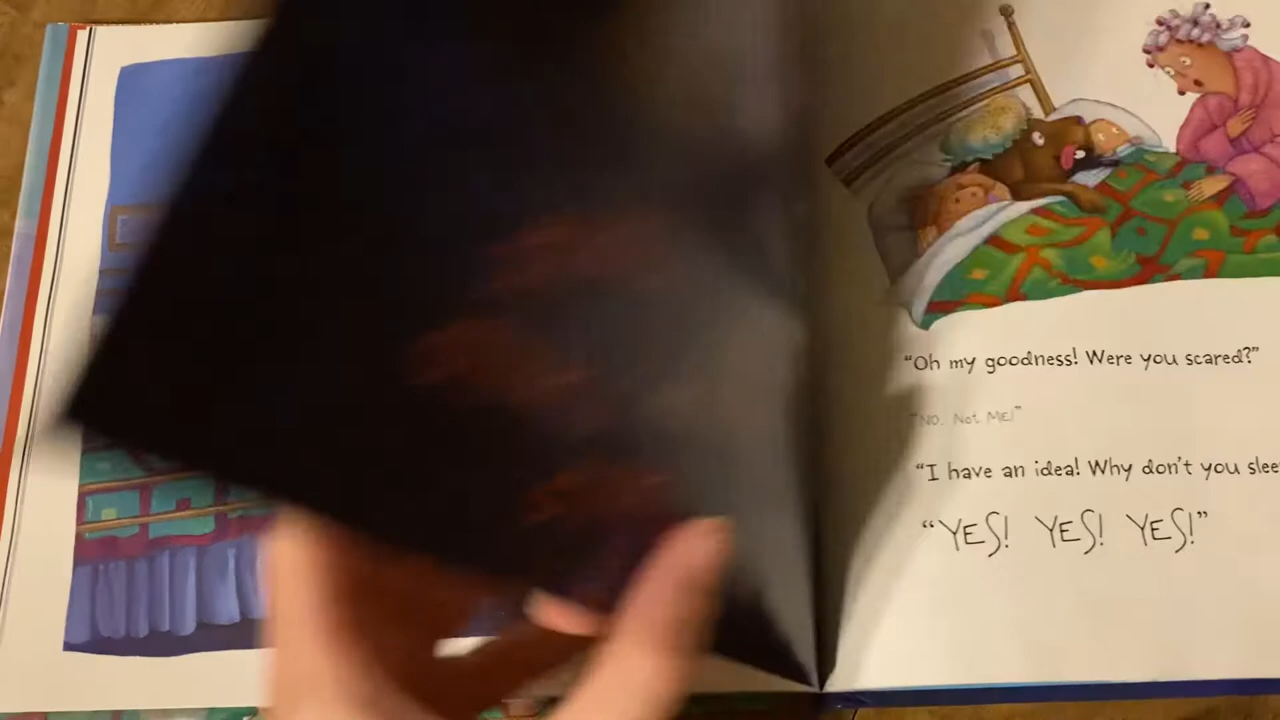 “Oh my goodness! Were you scared?”
“NO. Not ME!”
“I have an idea! Why don't you slee
“YES! YES! YES!”